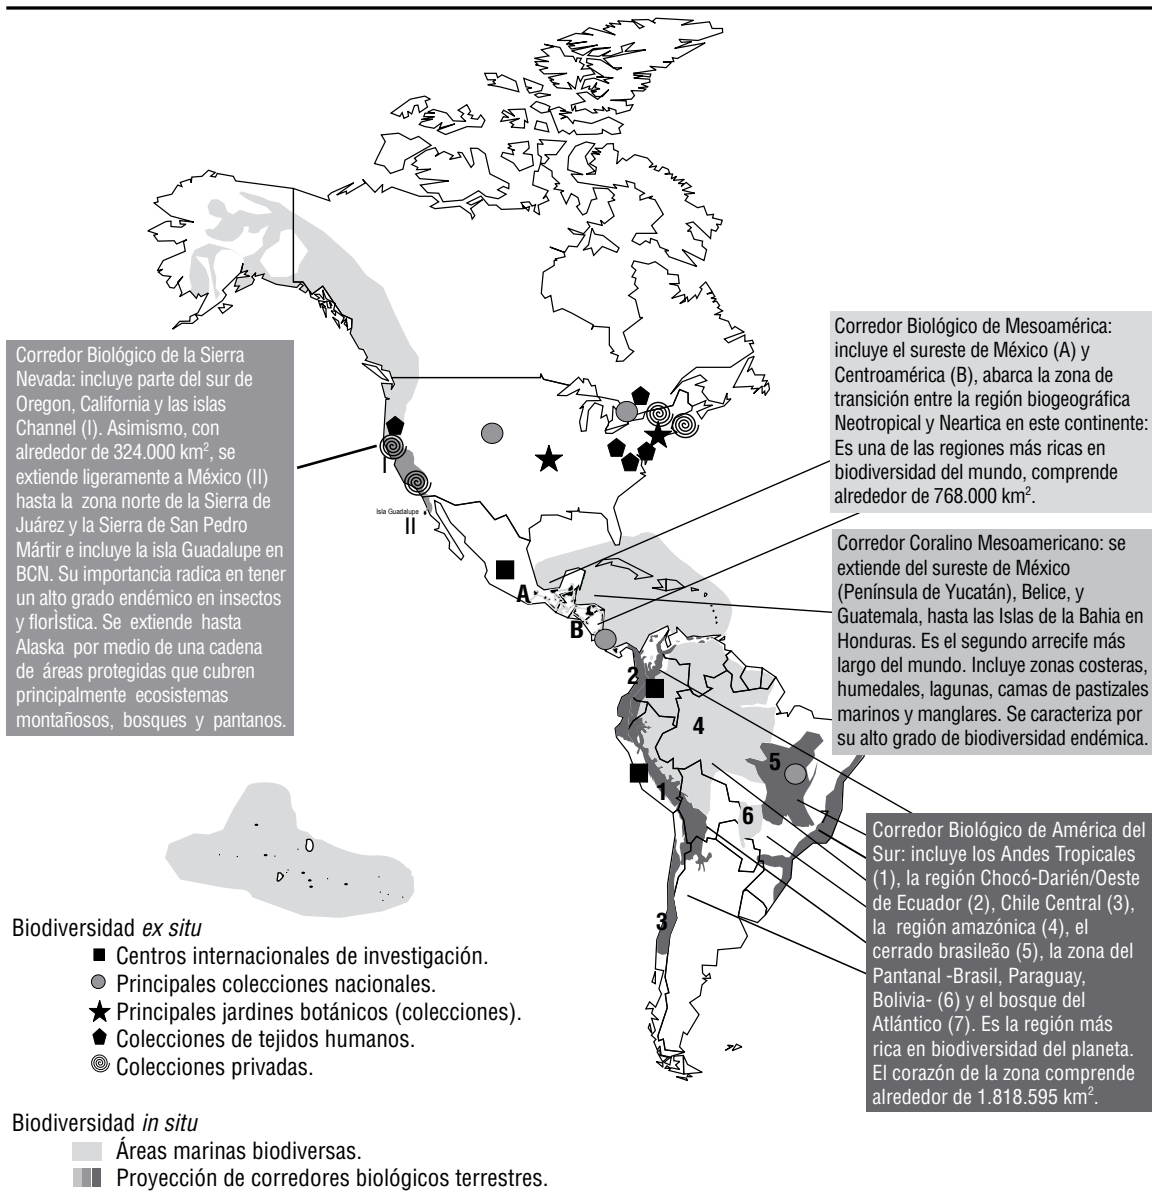 Corredor Biológico de la Sierra
Nevada: incluye parte del sur de
Oregon, California y las islas
Channel (I). Asimismo, con
alrededor de 324.000 km², se
extiende ligeramente a México (II)
hasta la zona norte de la Sierra de
Juárez y la Sierra de San Pedro
Mártir e incluye la isla Guadalupe en
BCN. Su importancia radica en tener
un alto grado endémico en insectos
y florÌstica. Se extiende hasta
Alaska por medio de una cadena
de áreas protegidas que cubren
principalmente ecosistemas
montañosos, bosques y pantanos.
I
Isla Guadalupe
II
A
B
2
4
5
1
6
3
Corredor Biológico de Mesoamérica:
incluye el sureste de México (A) y
Centroamérica (B), abarca la zona de
transición entre la región biogeográfica
Neotropical y Neartica en este continente:
Es una de las regiones más ricas en
biodiversidad del mundo, comprende
alrededor de 768.000 km².
Corredor Coralino Mesoamericano: se
extiende del sureste de México
(Península de Yucatán), Belice, y
Guatemala, hasta las Islas de la Bahia en
Honduras. Es el segundo arrecife más
largo del mundo. Incluye zonas costeras,
humedales, lagunas, camas de pastizales
marinos y manglares. Se caracteriza por
su alto grado de biodiversidad endémica.
Corredor Biológico de América del
Sur: incluye los Andes Tropicales
(1), la región Chocó-Darién/Oeste
de Ecuador (2), Chile Central (3),
la región amazónica (4), el
cerrado brasileão (5), la zona del
Pantanal -Brasil, Paraguay,
Bolivia- (6) y el bosque del
Atlántico (7). Es la región más
rica en biodiversidad del planeta.
El corazón de la zona comprende
alrededor de 1.818.595 km².
Biodiversidad ex situ
Centros internacionales de investigación.
Principales colecciones nacionales.
Principales jardines botánicos (colecciones).
Colecciones de tejidos humanos.
Colecciones privadas.
Biodiversidad in situ
Áreas marinas biodiversas.
Proyección de corredores biológicos terrestres.